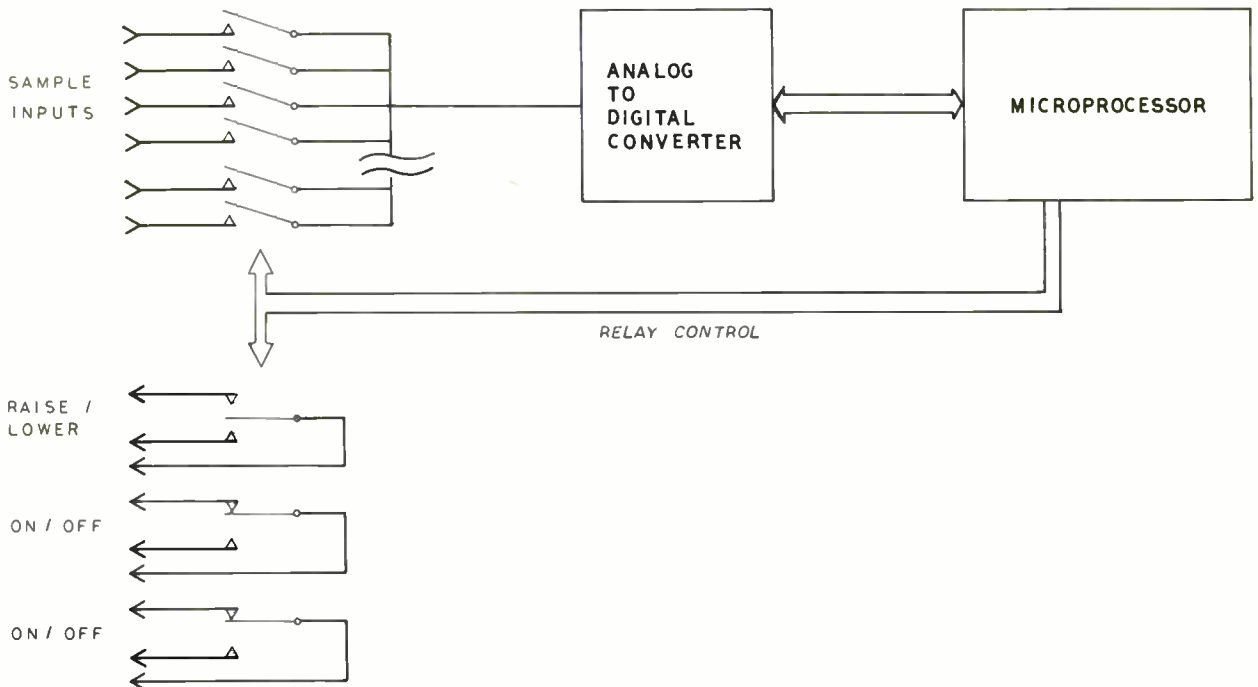 SAMPLE
INPUTS
ANALOG
TO
DIGITAL
CONVERTER
MICROPROCESSOR
RELAY CONTROL
RAISE /
LOWER
ON / OFF
ON / OFF